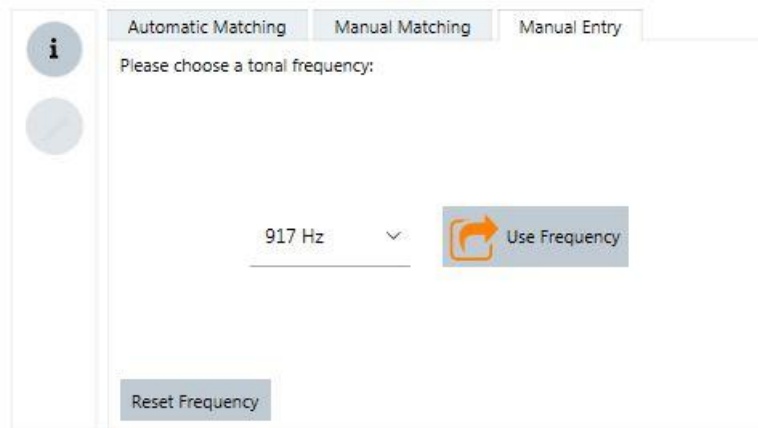 i
Automatic Matching Manual Matching Manual Entry
Please choose a tonal frequency:
917 Hz Use Frequency
Reset Frequency